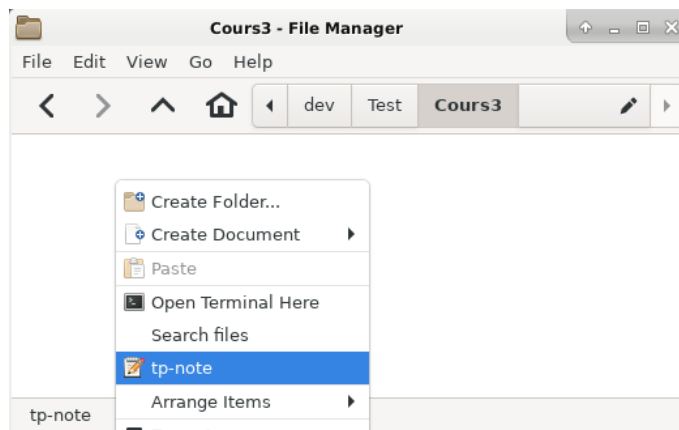 Cours3 - File Manager
File Edit View Go Help
dev Test Cours3
Create Folder...
Create Document
Paste
Open Terminal Here
Search files
tp-note
Arrange Items
tp-note